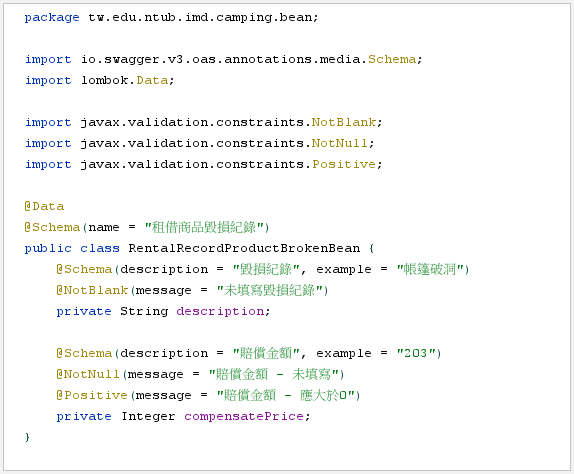 package tw.edu.ntub.imd.camping.bean;
import io.swagger.v3.oas.annotations.media.Schema;
import lombok.Data;
import javax.validation.constraints.NotBlank;
import javax.validation.constraints.NotNull;
import javax.validation.constraints.Positive;
@Data
@Schema(name = "租借商品毀損紀錄")
public class RentalRecordProductBrokenBean {
    @Schema(description = "毀損紀錄", example = "帳篷破洞")
    @NotBlank(message = "未填寫毀損紀錄")
    private String description;
    @Schema(description = "賠償金額", example = "203")
    @NotNull(message = "賠償金額 - 未填寫")
    @Positive(message = "賠償金額 - 應大於0")
    private Integer compensatePrice;
}